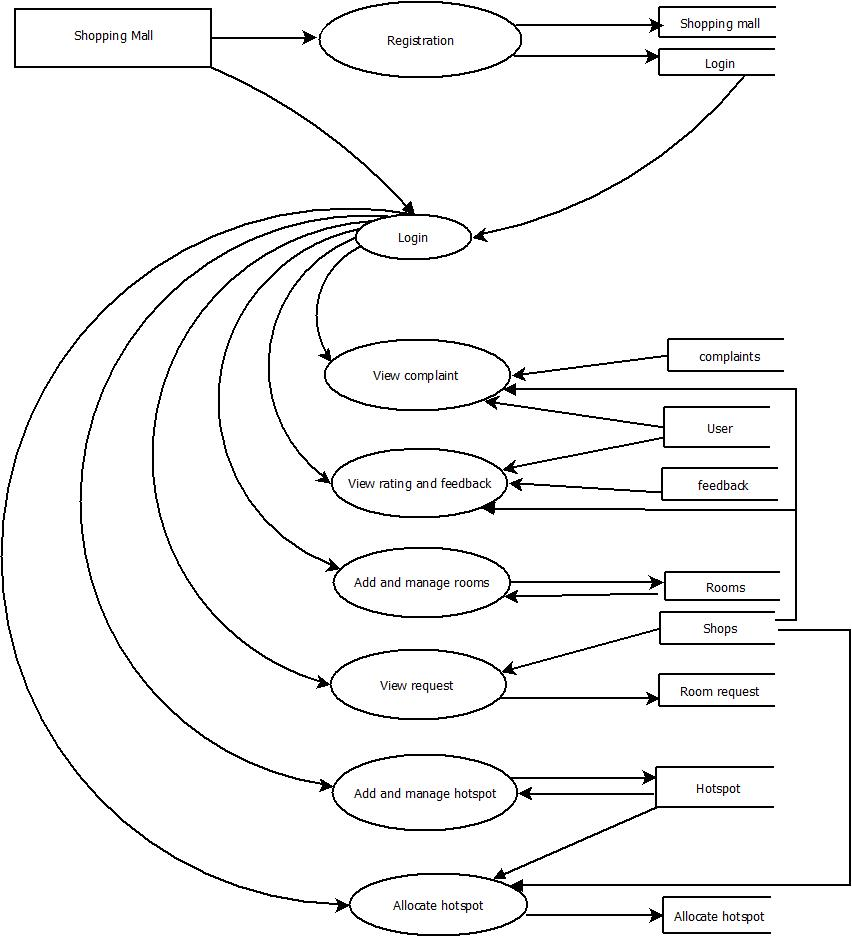 Shopping Mall
Registration
Shopping mall
Login
Login
View complaint
complaints
User
View rating and feedback
feedback
Add and manage rooms
Rooms
Shops
View request
Room request
Add and manage hotspot
Hotspot
Allocate hotspot
Allocate hotspot